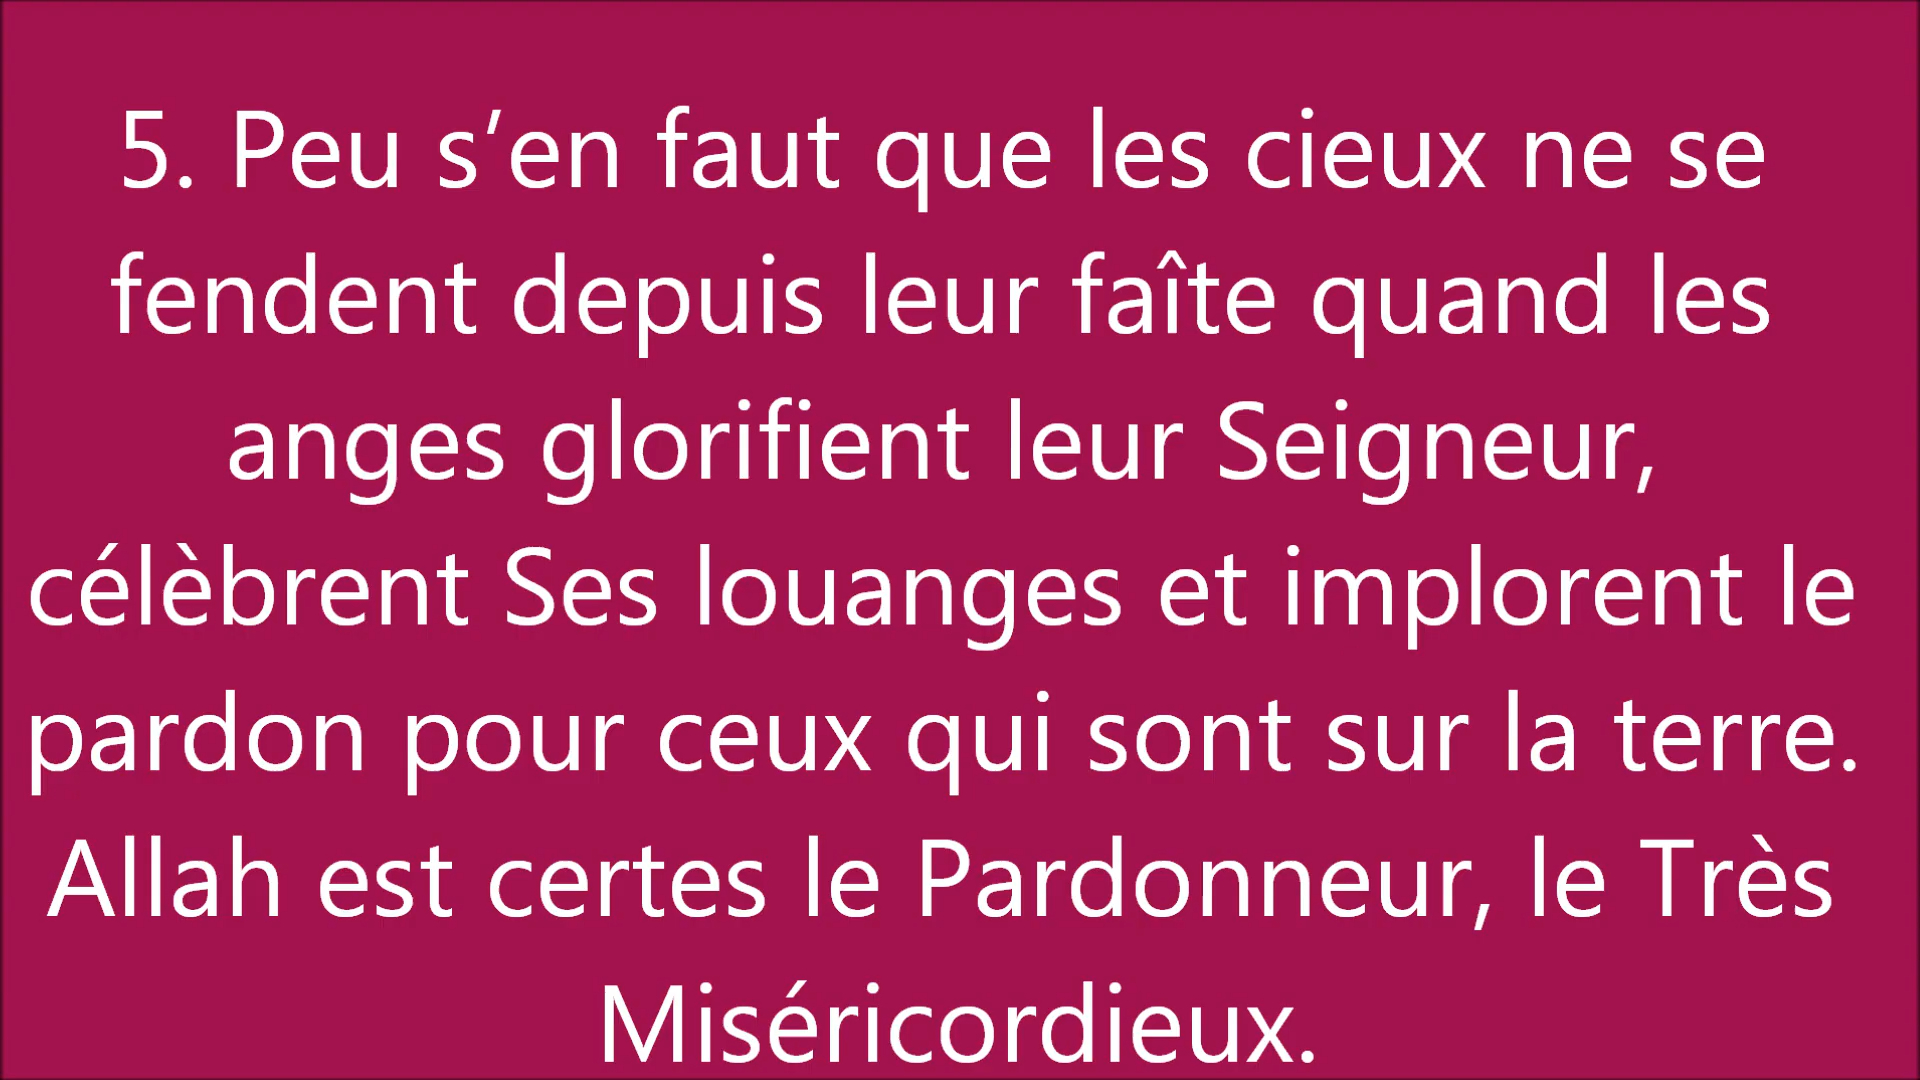 5. Peu s’en faut que les cieux ne se
fendent depuis leur faîte quand les
anges glorifient leur Seigneur,
célèbrent Ses louanges et implorent le
pardon pour ceux qui sont sur la terre.
Allah est certes le Pardonneur, le Très
Miséricordieux.